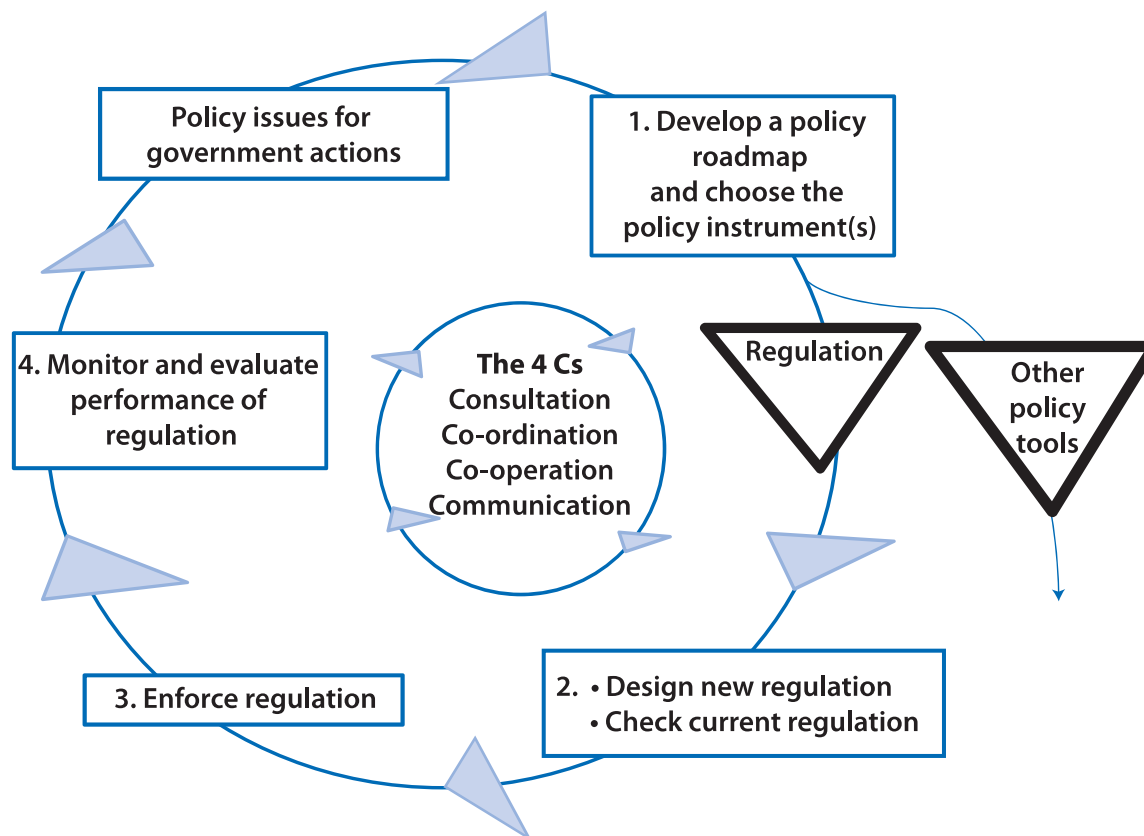 Policy issues for
government actions
1. Develop a policy
roadmap
and choose the
policy instrument(s)
Regulation
Other
policy
tools
4. Monitor and evaluate
performance of
regulation
The 4 Cs
Consultation
Co-ordination
Co-operation
Communication
3. Enforce regulation
2. • Design new regulation
• Check current regulation